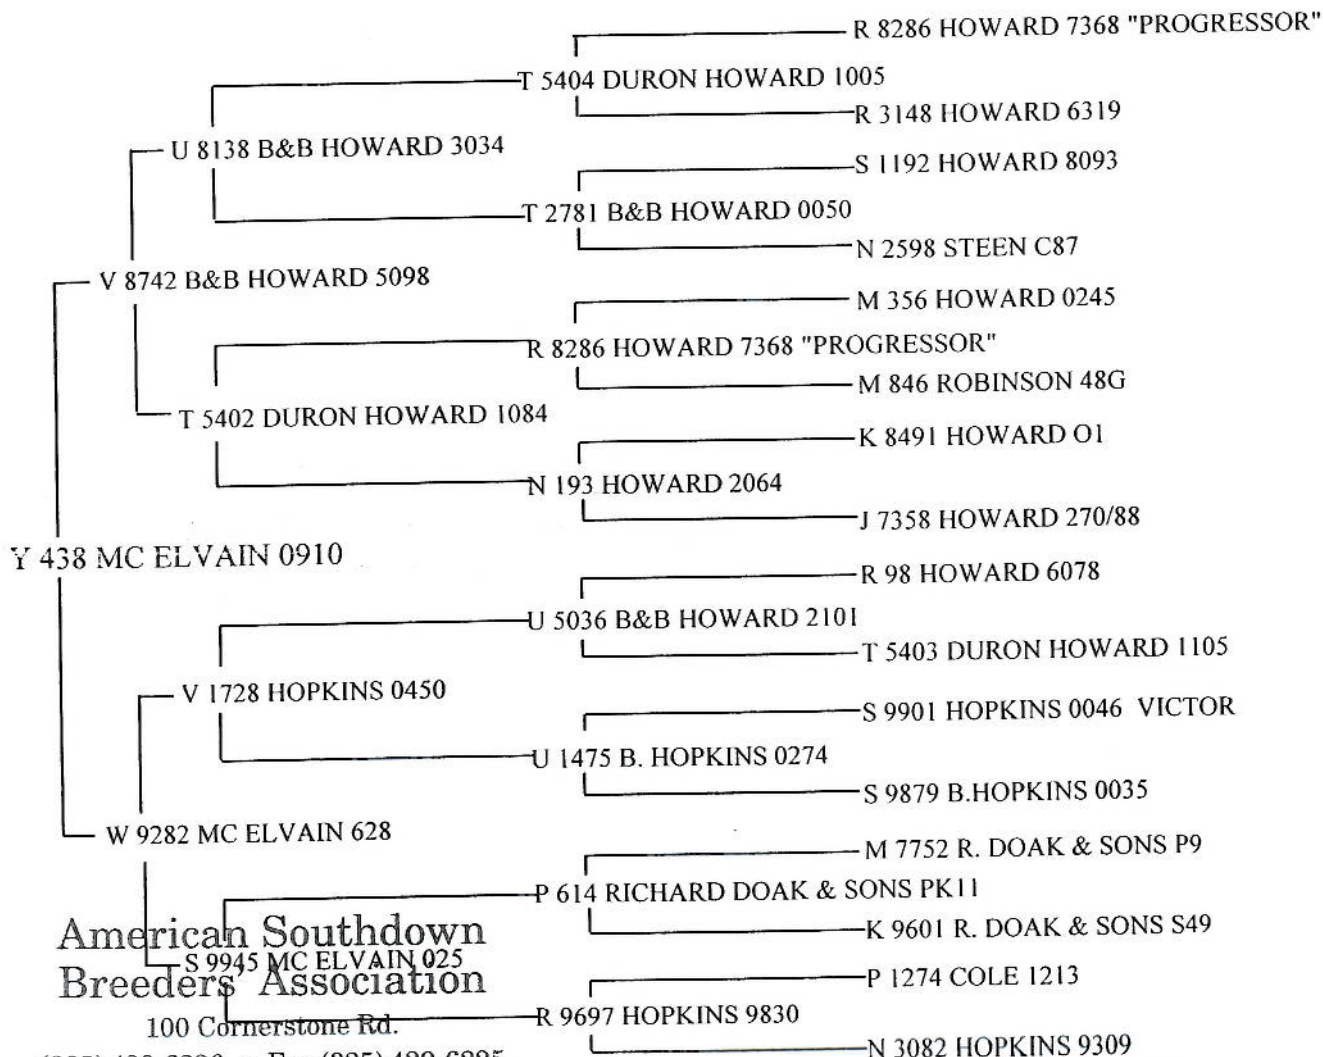 R 8286 HOWARD 7368 "PROGRESSOR"
T 5404 DURON HOWARD 1005
R 3148 HOWARD 6319
U 8138 B&B HOWARD 3034
S 1192 HOWARD 8093
T 2781 B&B HOWARD 0050
N 2598 STEEN C87
V 8742 B&B HOWARD 5098
M 356 HOWARD 0245
R 8286 HOWARD 7368 "PROGRESSOR"
M 846 ROBINSON 48G
T 5402 DURON HOWARD 1084
K 8491 HOWARD O1
N 193 HOWARD 2064
J 7358 HOWARD 270/88
Y 438 MC ELVAIN 0910
R 98 HOWARD 6078
U 5036 B&B HOWARD 2101
T 5403 DURON HOWARD 1105
V 1728 HOPKINS 0450
S 9901 HOPKINS 0046 VICTOR
U 1475 B. HOPKINS 0274
S 9879 B.HOPKINS 0035
W 9282 MC ELVAIN 628
M 7752 R. DOAK & SONS P9
P 614 RICHARD DOAK & SONS PK11
K 9601 R. DOAK & SONS S49
S 9945 MC ELVAIN 025
P 1274 COLE 1213
R 9697 HOPKINS 9830
N 3082 HOPKINS 9309
American Southdown
Breeders' Association
100 Cornerstone Rd.
Fax (325) 429-6225